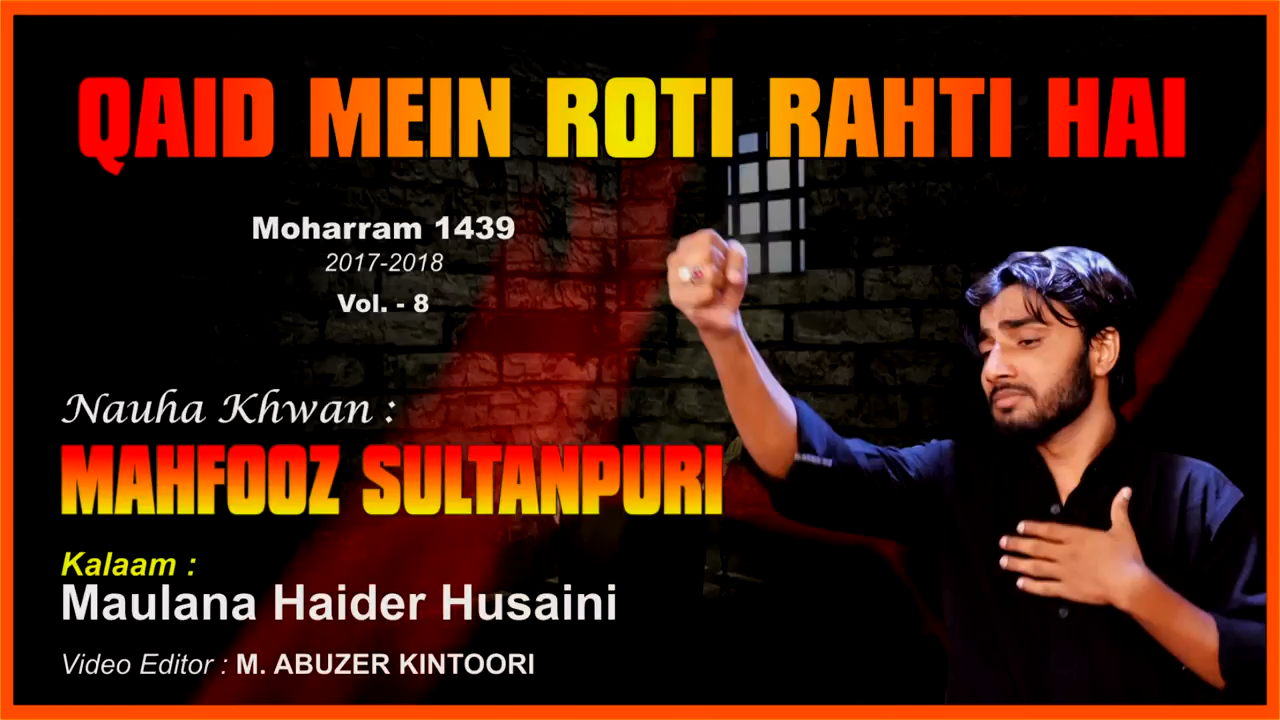 QAID MEIN ROTI RAHTI HAI
Moharram 1439
2017-2018
Vol. - 8
Nauha Khwan :
MAHFOOZ SULTANPURI
Kalaam :
Maulana Haider Husaini
Video Editor : M. ABUZER KINTOORI